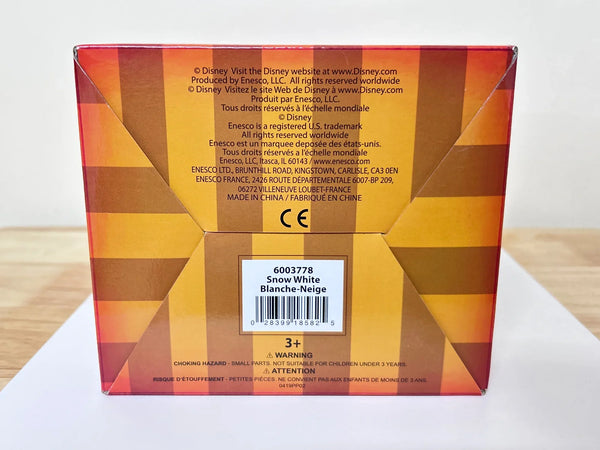 © Disney Visit the Disney website at www.Disney.com
Produced by Enesco, LLC. All rights reserved worldwide
© Disney Visitez le site Web de Disney à www.Disney.com
Produit par Enesco, LLC.
Tous droits réservés à l'échelle mondiale
© Disney
Enesco is a registered U.S. trademark
All rights reserved worldwide
Enesco est un marquee deposée des états-unis.
Tous droits réservés a l'échelle mondiale
Enesco, LLC, Itasca, IL 60143 / www.enesco.com
ENESCO LTD., BRUNTHILL ROAD, KINGSTOWN, CARLISLE, CA3 0EN
ENESCO FRANCE, 2426 ROUTE DÉPARTEMENTALE 6007-BP 209,
06272 VILLENEUVE LOUBET-FRANCE
MADE IN CHINA / FABRIQUÉ EN CHINE
CE
6003778
Snow White
Blanche-Neige
0 28399 18582 5
3+
⚠ WARNING
CHOKING HAZARD - SMALL PARTS. NOT SUITABLE FOR CHILDREN UNDER 3 YEARS.
⚠ ATTENTION
RISQUE D'ÉTOUFFEMENT - PETITES PIÈCES. NE CONVIENT PAS AUX ENFANTS DE MOINS DE 3 ANS.
0419PP02